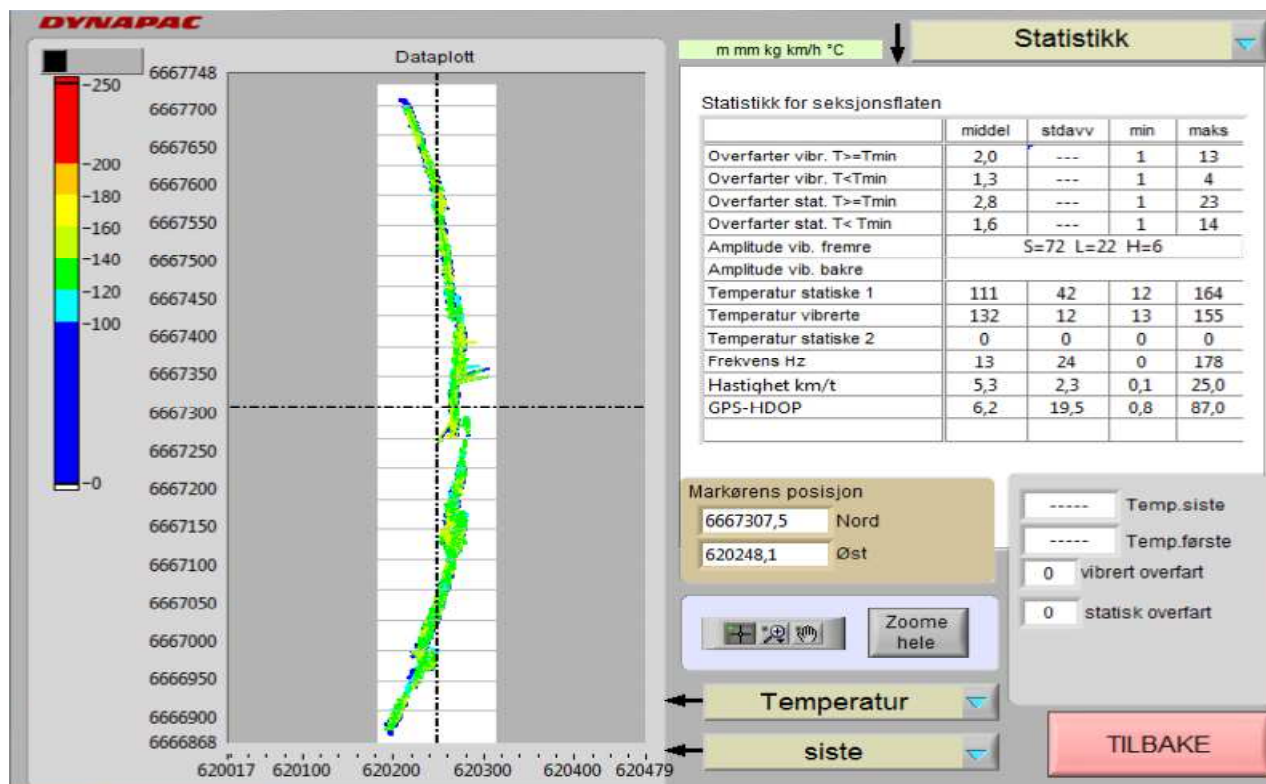 DYNAPAC
Dataplott
250
200
180
160
140
120
100
0
6667748
6667700
6667650
6667600
6667550
6667500
6667450
6667400
6667350
6667300
6667250
6667200
6667150
6667100
6667050
6667000
6666950
6666900
6666868
620017 620100 620200 620300 620400 620479
m mm kg km/h °C
Statistikk
Statistikk for seksjonsflaten
middel stdavv min maks
Overfarter vibr. T>=Tmin 2,0 --- 1 13
Overfarter vibr. T<Tmin 1,3 --- 1 4
Overfarter stat. T>=Tmin 2,8 --- 1 23
Overfarter stat. T< Tmin 1,6 --- 1 14
Amplitude vib. fremre S=72 L=22 H=6
Amplitude vib. bakre
Temperatur statiske 1 111 42 12 164
Temperatur vibrerte 132 12 13 155
Temperatur statiske 2 0 0 0 0
Frekvens Hz 13 24 0 178
Hastighet km/t 5,3 2,3 0,1 25,0
GPS-HDOP 6,2 19,5 0,8 87,0
Markørens posisjon
6667307,5 Nord
620248,1 Øst
----- Temp.siste
----- Temp.første
0 vibrert overfart
0 statisk overfart
Zoome
hele
Temperatur
siste
TILBAKE